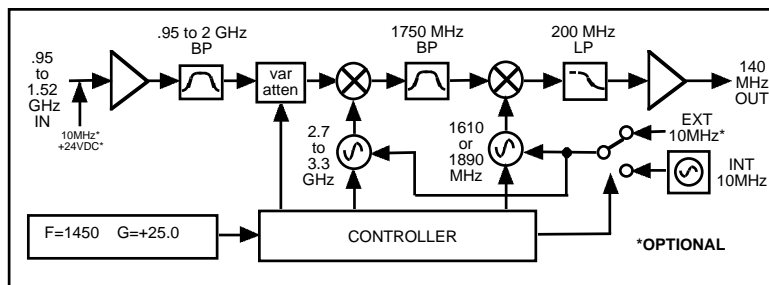 .95
to
1.52
GHz
IN
10MHz*
+24VDC*
.95 to 2 GHz
BP
var
atten
2.7
to
3.3
GHz
1750 MHz
BP
1610
or
1890
MHz
200 MHz
LP
140
MHz
OUT
EXT
10MHz*
INT
10MHz
F=1450 G=+25.0
CONTROLLER
*OPTIONAL